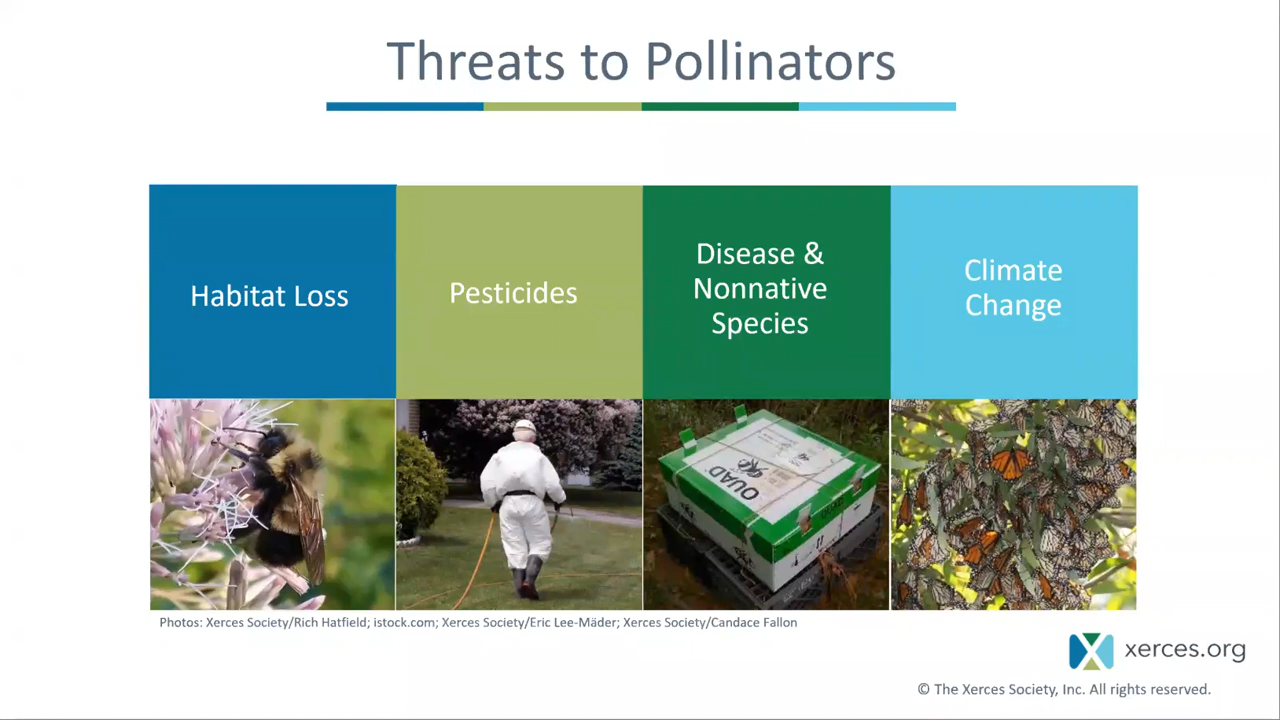 Threats to Pollinators
Habitat Loss
Pesticides
Disease &
Nonnative
Species
Climate
Change
QUAD
Photos: Xerces Society/Rich Hatfield; istock.com; Xerces Society/Eric Lee-Mäder; Xerces Society/Candace Fallon
xerces.org
© The Xerces Society, Inc. All rights reserved.